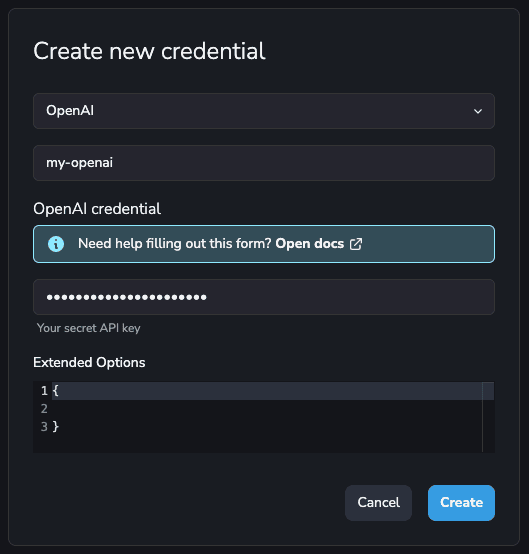 Create new credential
OpenAI
my-openai
OpenAI credential
Need help filling out this form? Open docs
••••••••••••••••••••••
Your secret API key
Extended Options
1 {
2
3 }
Cancel Create